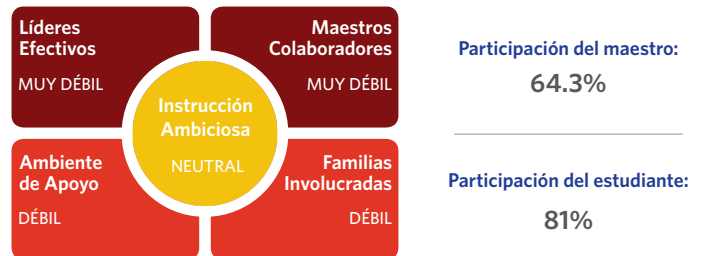 Líderes
Efectivos
MUY DÉBIL
Maestros
Colaboradores
MUY DÉBIL
Instrucción
Ambiciosa
NEUTRAL
Ambiente
de Apoyo
DÉBIL
Familias
Involucradas
DÉBIL
Participación del maestro:
64.3%
Participación del estudiante:
81%